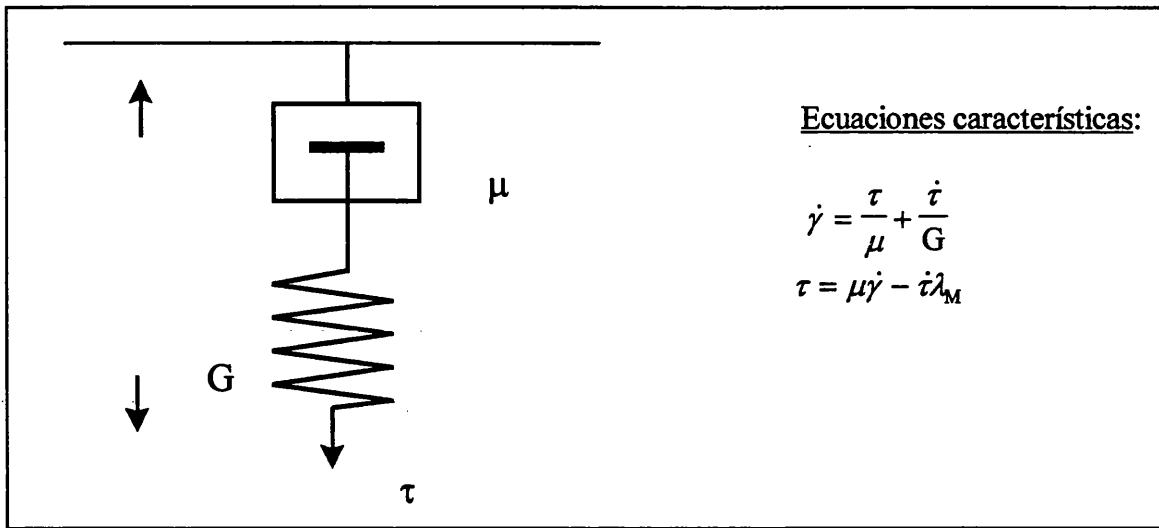 Ecuaciones características:
μ
γ̇ = τ/μ + τ̇/G
τ = μγ̇ − τ̇λ_M
G
τ